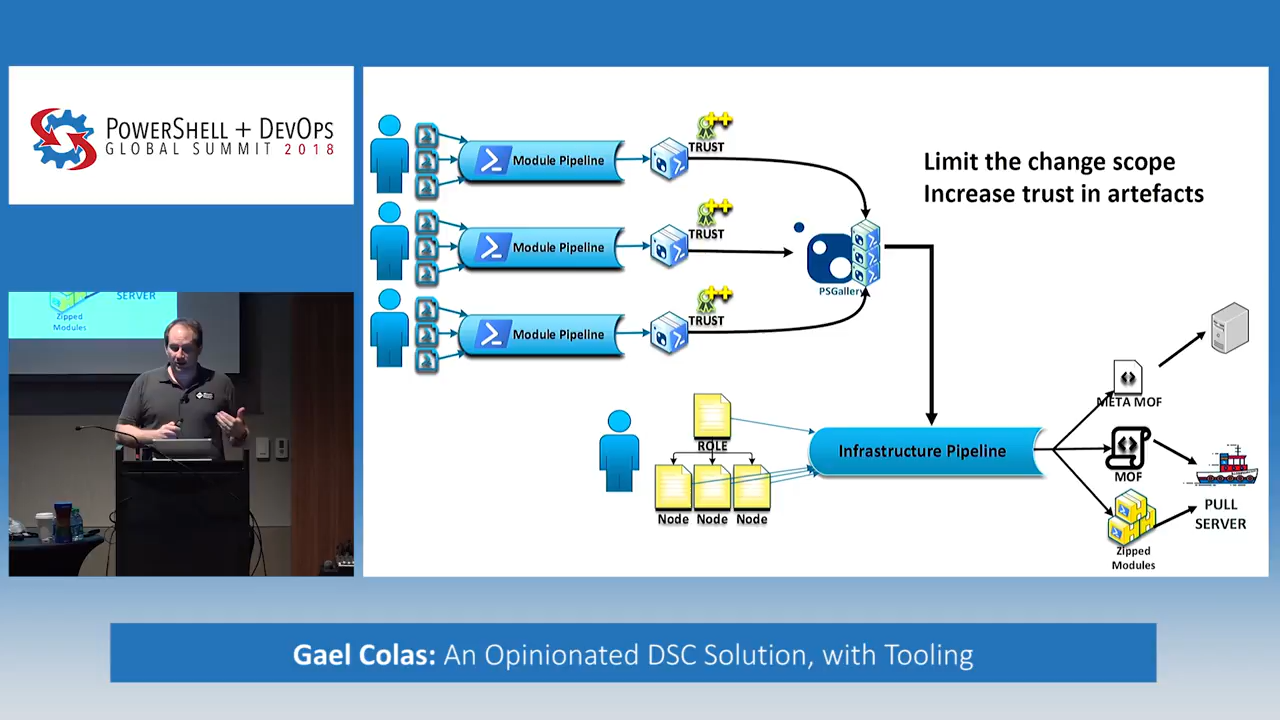 POWERSHELL + DEVOPS
GLOBAL SUMMIT 2018
SERVER
Zipped
Modules
Module Pipeline
TRUST
Module Pipeline
TRUST
Module Pipeline
TRUST
PSGallery
Limit the change scope
Increase trust in artefacts
ROLE
Node
Node
Node
Infrastructure Pipeline
META MOF
MOF
Zipped
Modules
PULL
SERVER
Gael Colas: An Opinionated DSC Solution, with Tooling